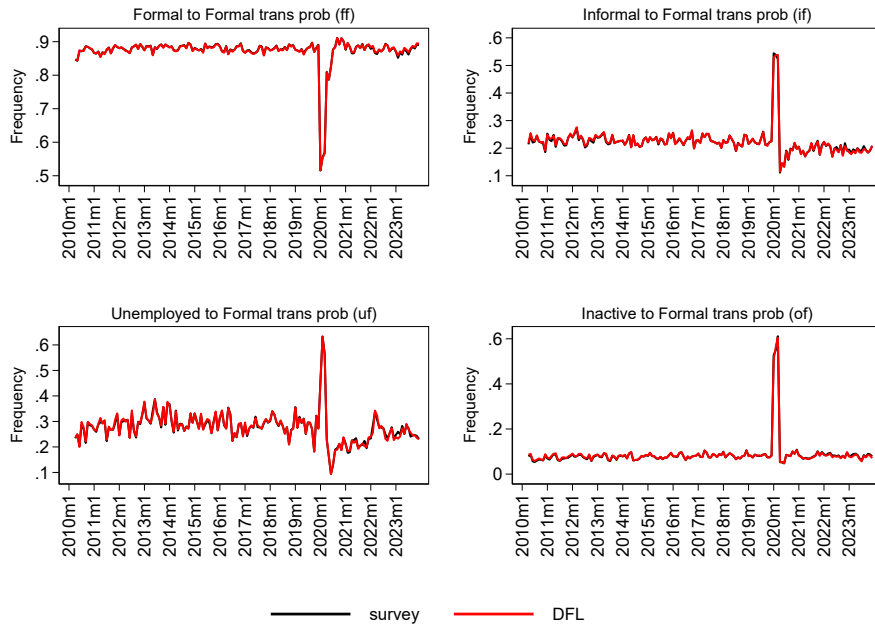 Formal to Formal trans prob (ff)
Frequency
.9
.8
.7
.6
.5
2010m1
2011m1
2012m1
2013m1
2014m1
2015m1
2016m1
2017m1
2018m1
2019m1
2020m1
2021m1
2022m1
2023m1
Informal to Formal trans prob (if)
Frequency
.6
.5
.4
.3
.2
.1
2010m1
2011m1
2012m1
2013m1
2014m1
2015m1
2016m1
2017m1
2018m1
2019m1
2020m1
2021m1
2022m1
2023m1
Unemployed to Formal trans prob (uf)
Frequency
.6
.5
.4
.3
.2
.1
2010m1
2011m1
2012m1
2013m1
2014m1
2015m1
2016m1
2017m1
2018m1
2019m1
2020m1
2021m1
2022m1
2023m1
Inactive to Formal trans prob (of)
Frequency
.6
.4
.2
0
2010m1
2011m1
2012m1
2013m1
2014m1
2015m1
2016m1
2017m1
2018m1
2019m1
2020m1
2021m1
2022m1
2023m1
survey
DFL